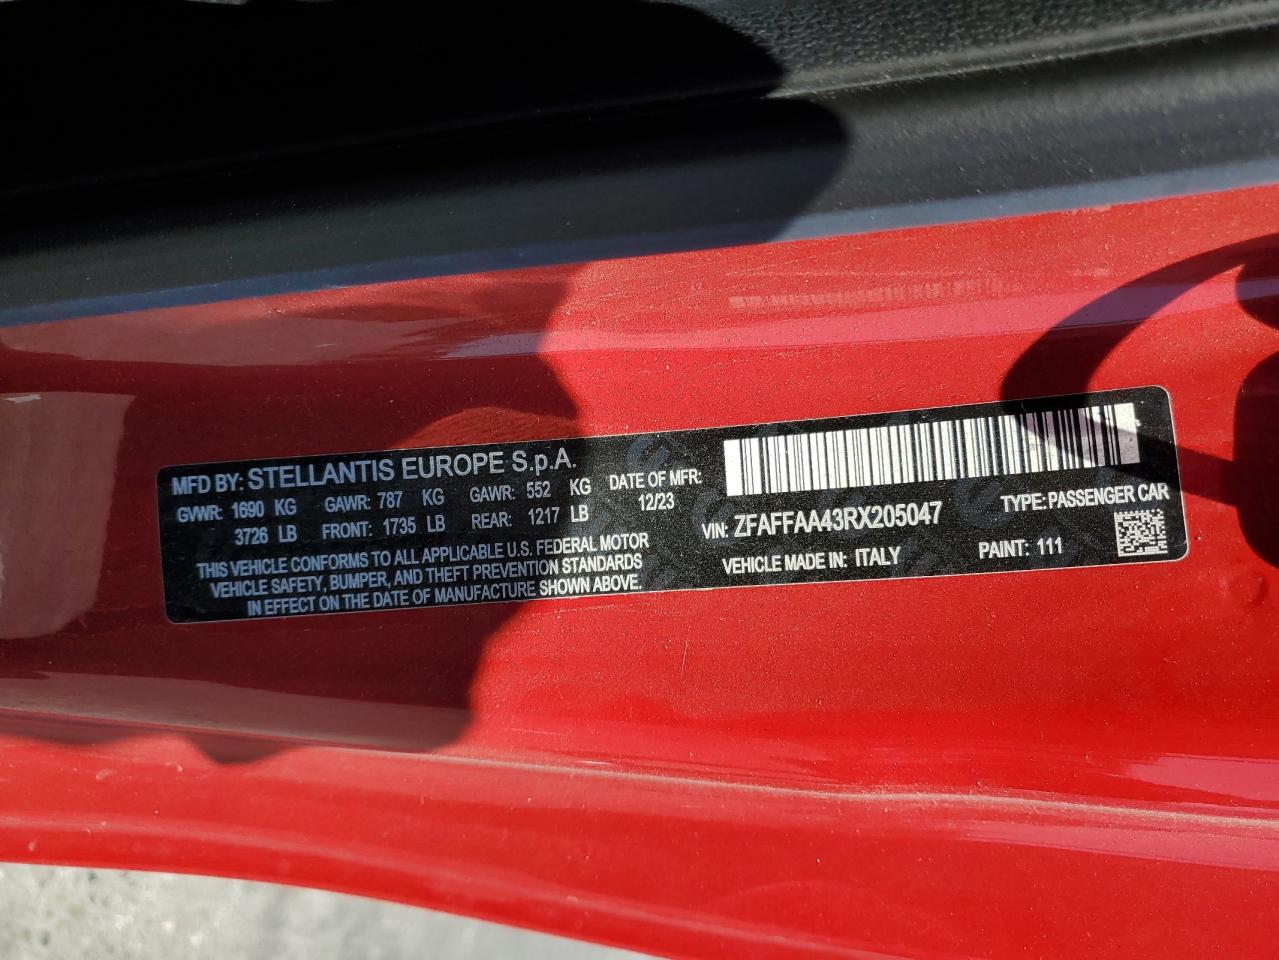 MFD BY: STELLANTIS EUROPE S.p.A.
GVWR: 1690 KG GAWR: 787 KG GAWR: 552 KG
3726 LB FRONT: 1735 LB REAR: 1217 LB
DATE OF MFR:
12/23
THIS VEHICLE CONFORMS TO ALL APPLICABLE U.S. FEDERAL MOTOR
VEHICLE SAFETY, BUMPER, AND THEFT PREVENTION STANDARDS
IN EFFECT ON THE DATE OF MANUFACTURE SHOWN ABOVE.
VIN: ZFAFFAA43RX205047 TYPE: PASSENGER CAR
VEHICLE MADE IN: ITALY PAINT: 111